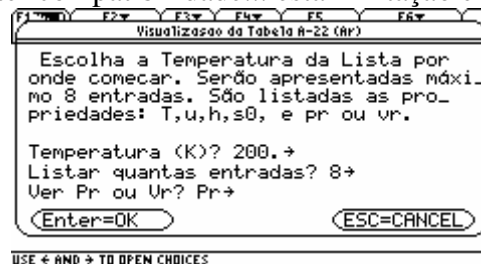 F1 F2 F3 F4 F5 F6
Visualizasao da Tabela A-22 (Ar)
Escolha a Temperatura da Lista por
onde comecar. Serão apresentadas máxi_
mo 8 entradas. São listadas as pro_
priedades: T,u,h,s0, e pr ou vr.
Temperatura (K)? 200.→
Listar quantas entradas? 8→
Ver Pr ou Vr? Pr→
Enter=OK ESC=CANCEL
USE ← AND → TO OPEN CHOICES